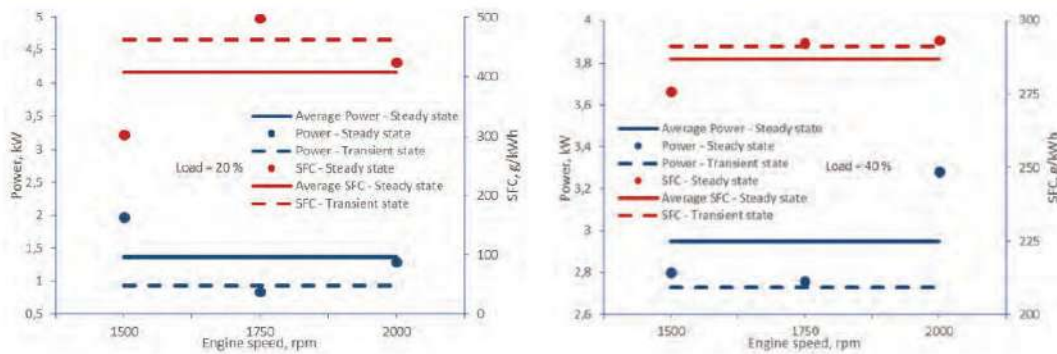 5
4,5
4
3,5
3
2,5
2
1,5
1
0,5
Power, kW
500
400
300
200
100
0
SFC, g/kWh
Average Power - Steady state
Power - Steady state
Power - Transient state
SFC - Steady state
Average SFC - Steady state
SFC - Transient state
Load = 20 %
1500
1750
2000
Engine speed, rpm
4
3,8
3,6
3,4
3,2
3
2,8
2,6
Power, kW
300
275
250
225
200
SFC, g/kWh
Average Power - Steady state
Power - Steady state
Power - Transient state
SFC - Steady state
Average SFC - Steady state
SFC - Transient state
Load = 40 %
1500
1750
2000
Engine speed, rpm